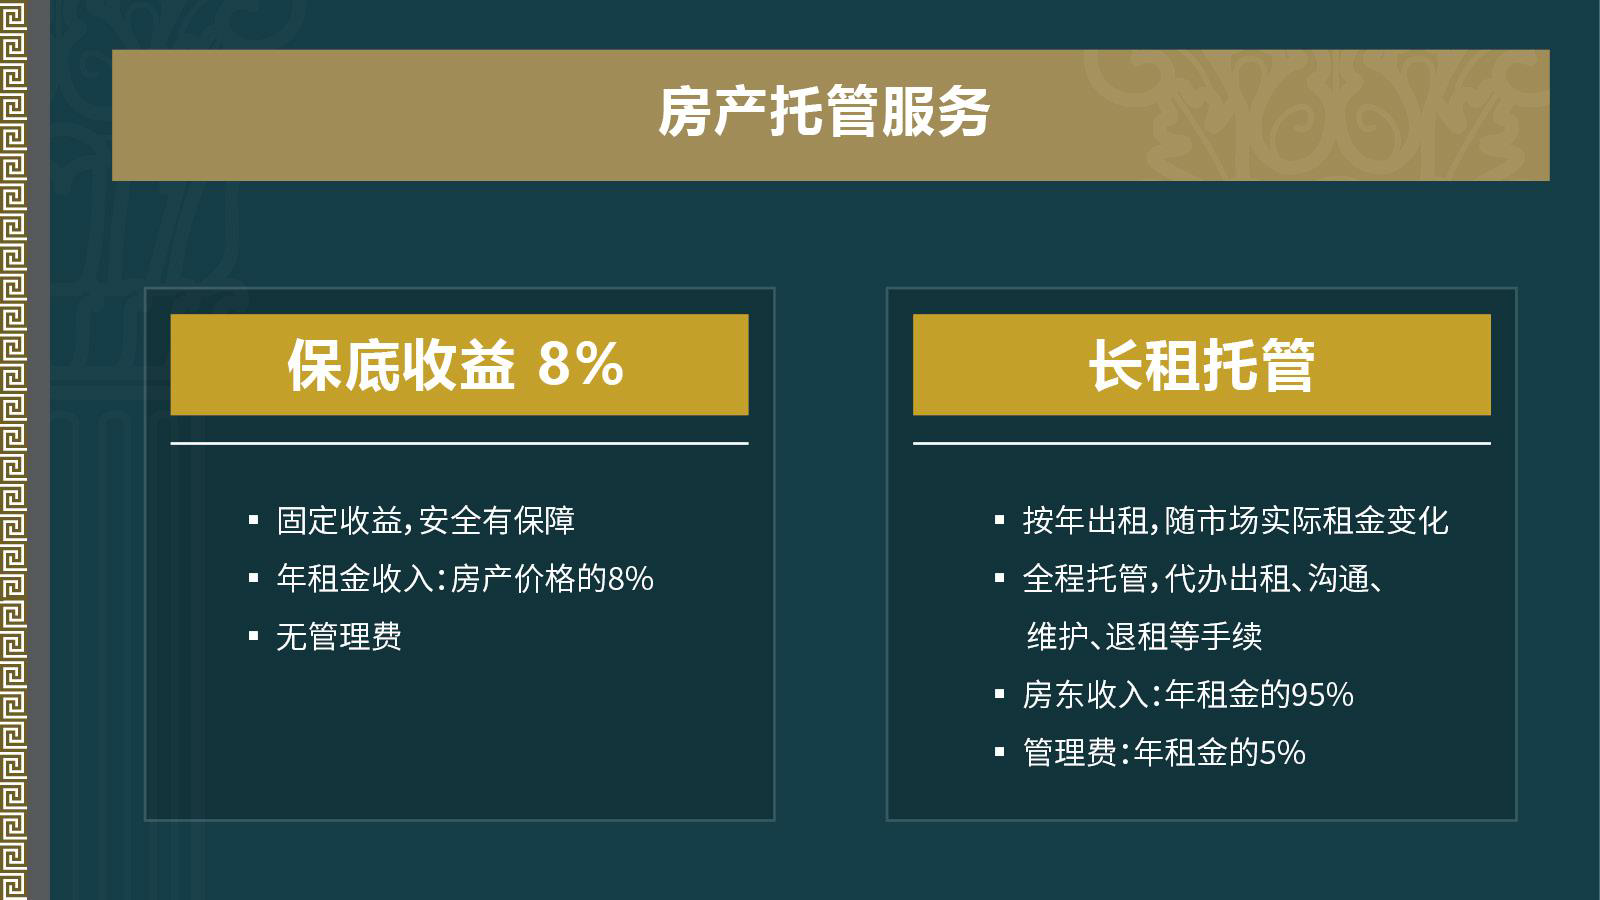 房产托管服务
保底收益 8%
▪ 固定收益，安全有保障
▪ 年租金收入：房产价格的8%
▪ 无管理费
长租托管
▪ 按年出租，随市场实际租金变化
▪ 全程托管，代办出租、沟通、
维护、退租等手续
▪ 房东收入：年租金的95%
▪ 管理费：年租金的5%